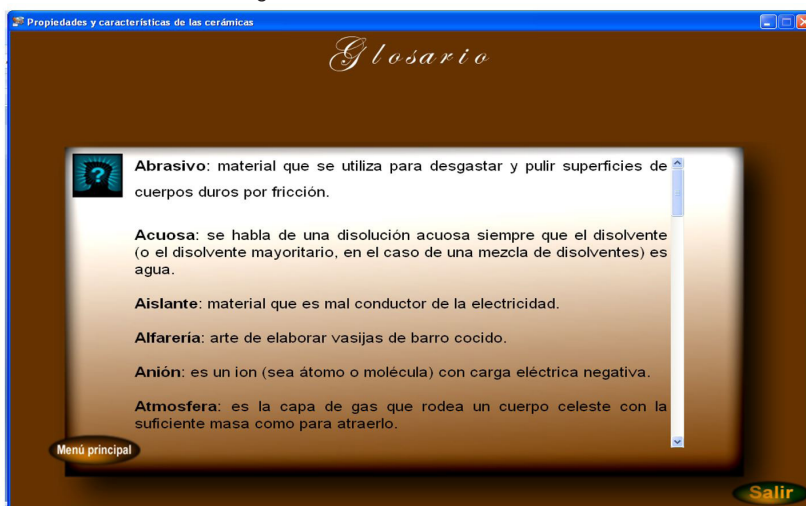 Propiedades y características de las cerámicas
Glosario
Abrasivo: material que se utiliza para desgastar y pulir superficies de
cuerpos duros por fricción.
Acuosa: se habla de una disolución acuosa siempre que el disolvente
(o el disolvente mayoritario, en el caso de una mezcla de disolventes) es
agua.
Aislante: material que es mal conductor de la electricidad.
Alfarería: arte de elaborar vasijas de barro cocido.
Anión: es un ion (sea átomo o molécula) con carga eléctrica negativa.
Atmosfera: es la capa de gas que rodea un cuerpo celeste con la
suficiente masa como para atraerlo.
Menú principal
Salir